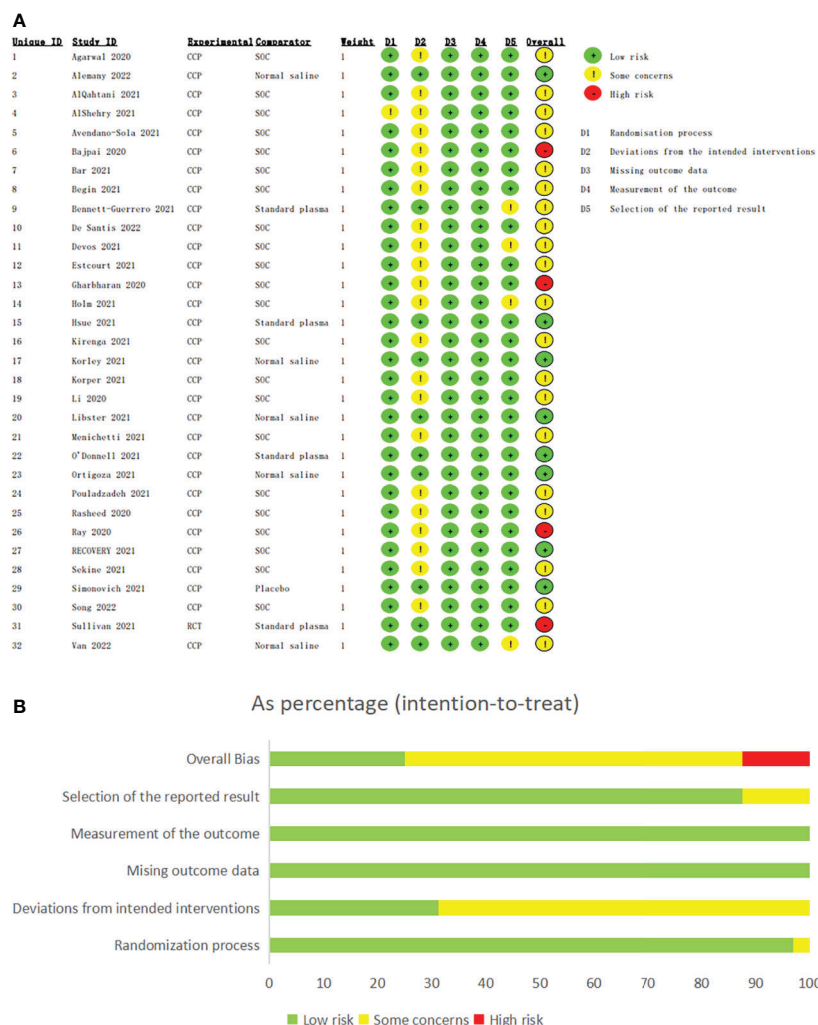 A
Unique ID Study ID Experimental Comparator Weight D1 D2 D3 D4 D5 Overall
1 Agarwal 2020 CCP SOC 1 + ! + + + !
2 Alemany 2022 CCP Normal saline 1 + + + + + +
3 AlQahtani 2021 CCP SOC 1 + ! + + + !
4 AlShehry 2021 CCP SOC 1 ! ! + + + !
5 Avendano-Sola 2021 CCP SOC 1 + ! + + + !
6 Bajpai 2020 CCP SOC 1 + ! + + + -
7 Bar 2021 CCP SOC 1 + ! + + + !
8 Begin 2021 CCP SOC 1 + ! + + + !
9 Bennett-Guerrero 2021 CCP Standard plasma 1 + + + + ! !
10 De Santis 2022 CCP SOC 1 + ! + + + !
11 Devos 2021 CCP SOC 1 + ! + + ! !
12 Estcourt 2021 CCP SOC 1 + ! + + + !
13 Gharbharan 2020 CCP SOC 1 + ! + + + -
14 Holm 2021 CCP SOC 1 + ! + + ! !
15 Hsue 2021 CCP Standard plasma 1 + + + + + +
16 Kirenga 2021 CCP SOC 1 + ! + + + !
17 Korley 2021 CCP Normal saline 1 + + + + + +
18 Korper 2021 CCP SOC 1 + ! + + + !
19 Li 2020 CCP SOC 1 + ! + + + !
20 Libster 2021 CCP Normal saline 1 + + + + + +
21 Menichetti 2021 CCP SOC 1 + ! + + + !
22 O'Donnell 2021 CCP Standard plasma 1 + + + + + +
23 Ortigoza 2021 CCP Normal saline 1 + + + + + +
24 Pouladzadeh 2021 CCP SOC 1 + ! + + + !
25 Rasheed 2020 CCP SOC 1 + ! + + + !
26 Ray 2020 CCP SOC 1 + ! + + + -
27 RECOVERY 2021 CCP SOC 1 + ! + + + +
28 Sekine 2021 CCP SOC 1 + ! + + + !
29 Simonovich 2021 CCP Placebo 1 + + + + + +
30 Song 2022 CCP SOC 1 + ! + + + !
31 Sullivan 2021 RCT Standard plasma 1 + + + + + -
32 Van 2022 CCP Normal saline 1 + + + + ! !
+ Low risk
! Some concerns
- High risk
D1 Randomisation process
D2 Deviations from the intended interventions
D3 Missing outcome data
D4 Measurement of the outcome
D5 Selection of the reported result
B
As percentage (intention-to-treat)
Overall Bias
Selection of the reported result
Measurement of the outcome
Mising outcome data
Deviations from intended interventions
Randomization process
0 10 20 30 40 50 60 70 80 90 100
Low risk Some concerns High risk